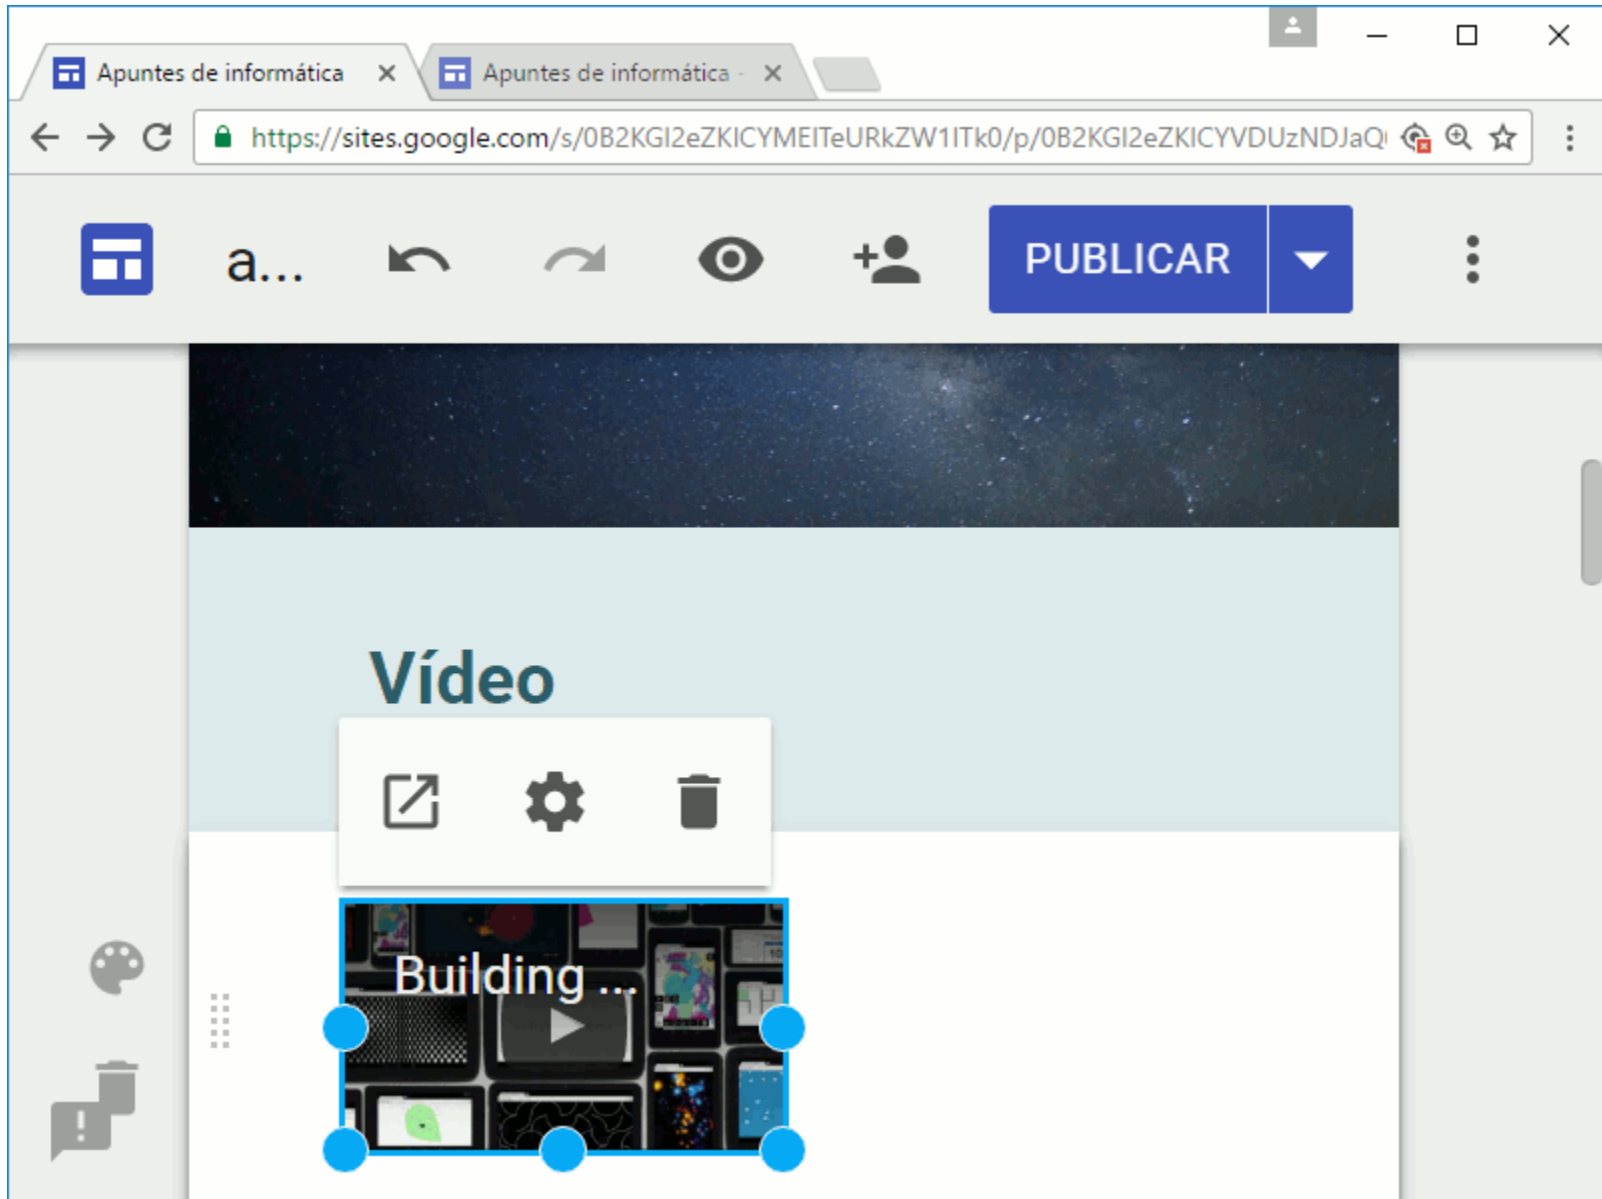 Apuntes de informática
Apuntes de informática -
https://sites.google.com/s/0B2KGI2eZKICYMEITeURkZW1ITk0/p/0B2KGI2eZKICYVDUzNDJaQ
a...
PUBLICAR
Vídeo
Building ...